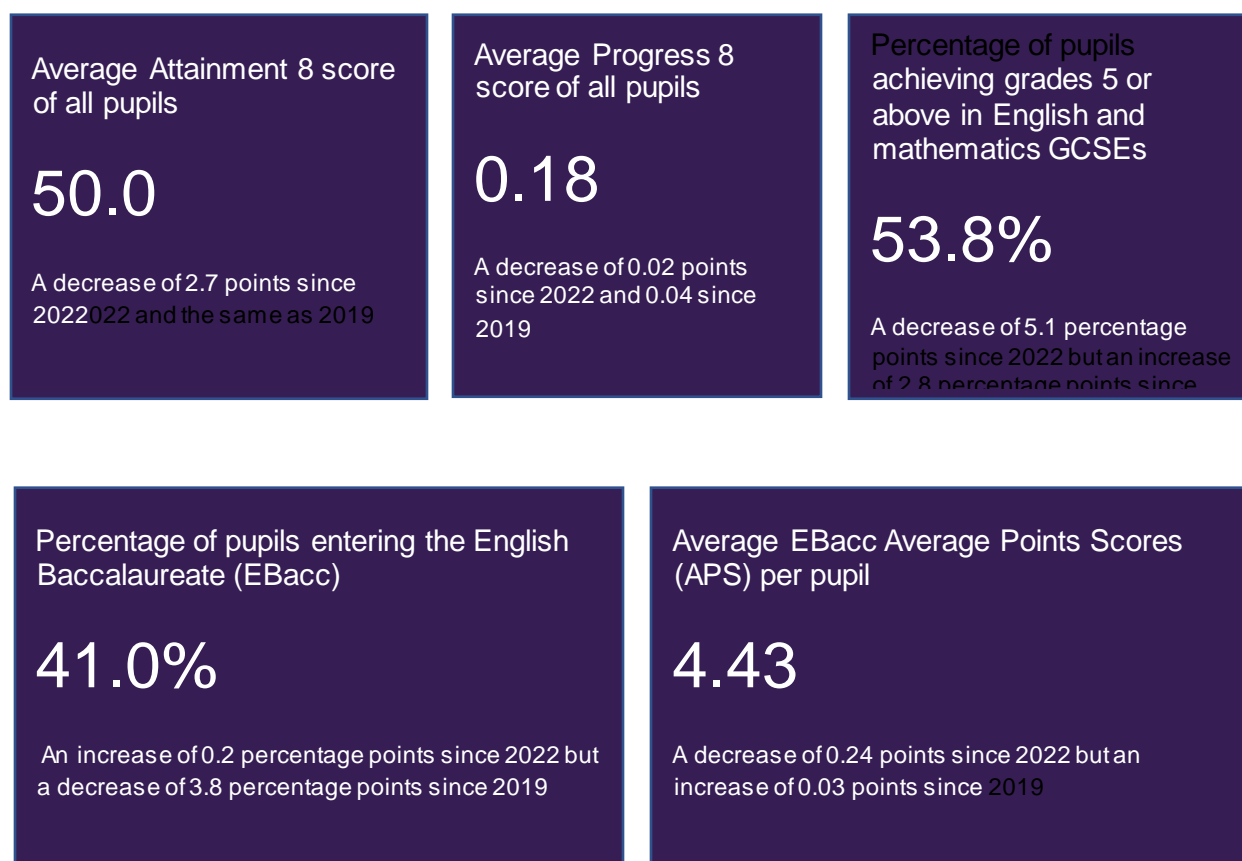 Average Attainment 8 score
of all pupils
50.0
A decrease of 2.7 points since
2022022 and the same as 2019
Average Progress 8
score of all pupils
0.18
A decrease of 0.02 points
since 2022 and 0.04 since
2019
Percentage of pupils
achieving grades 5 or
above in English and
mathematics GCSEs
53.8%
A decrease of 5.1 percentage
points since 2022 but an increase
of 2.8 percentage points since
Percentage of pupils entering the English
Baccalaureate (EBacc)
41.0%
An increase of 0.2 percentage points since 2022 but
a decrease of 3.8 percentage points since 2019
Average EBacc Average Points Scores
(APS) per pupil
4.43
A decrease of 0.24 points since 2022 but an
increase of 0.03 points since 2019